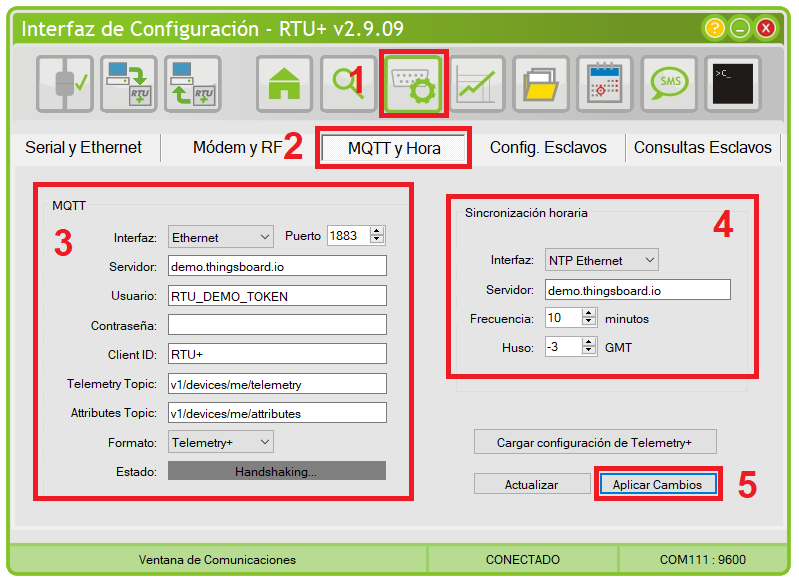 Interfaz de Configuración - RTU+ v2.9.09
?
RTU+
RTU+
1
SMS
>C_
Serial y Ethernet
Módem y RF
2
MQTT y Hora
Config. Esclavos
Consultas Esclavos
MQTT
3
Interfaz: Ethernet Puerto 1883
Servidor: demo.thingsboard.io
Usuario: RTU_DEMO_TOKEN
Contraseña:
Client ID: RTU+
Telemetry Topic: v1/devices/me/telemetry
Attributes Topic: v1/devices/me/attributes
Formato: Telemetry+
Estado: Handshaking...
Sincronización horaria
4
Interfaz: NTP Ethernet
Servidor: demo.thingsboard.io
Frecuencia: 10 minutos
Huso: -3 GMT
Cargar configuración de Telemetry+
Actualizar
Aplicar Cambios
5
Ventana de Comunicaciones
CONECTADO
COM111 : 9600